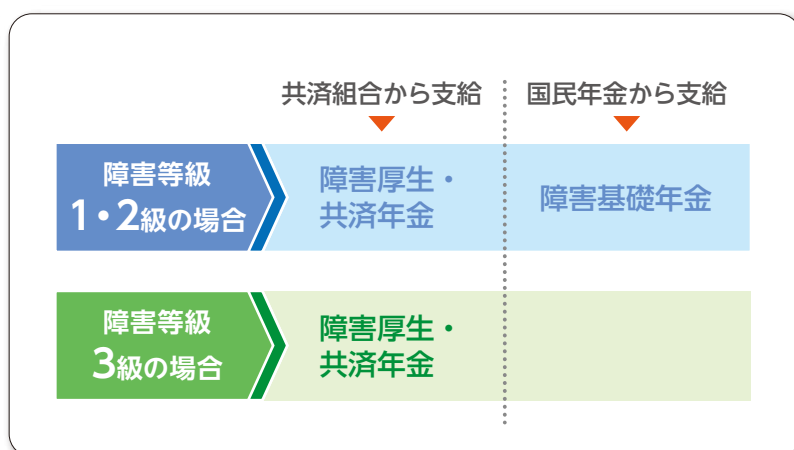 共済組合から支給
国民年金から支給
障害等級
1・2級の場合
障害厚生・
共済年金
障害基礎年金
障害等級
3級の場合
障害厚生・
共済年金